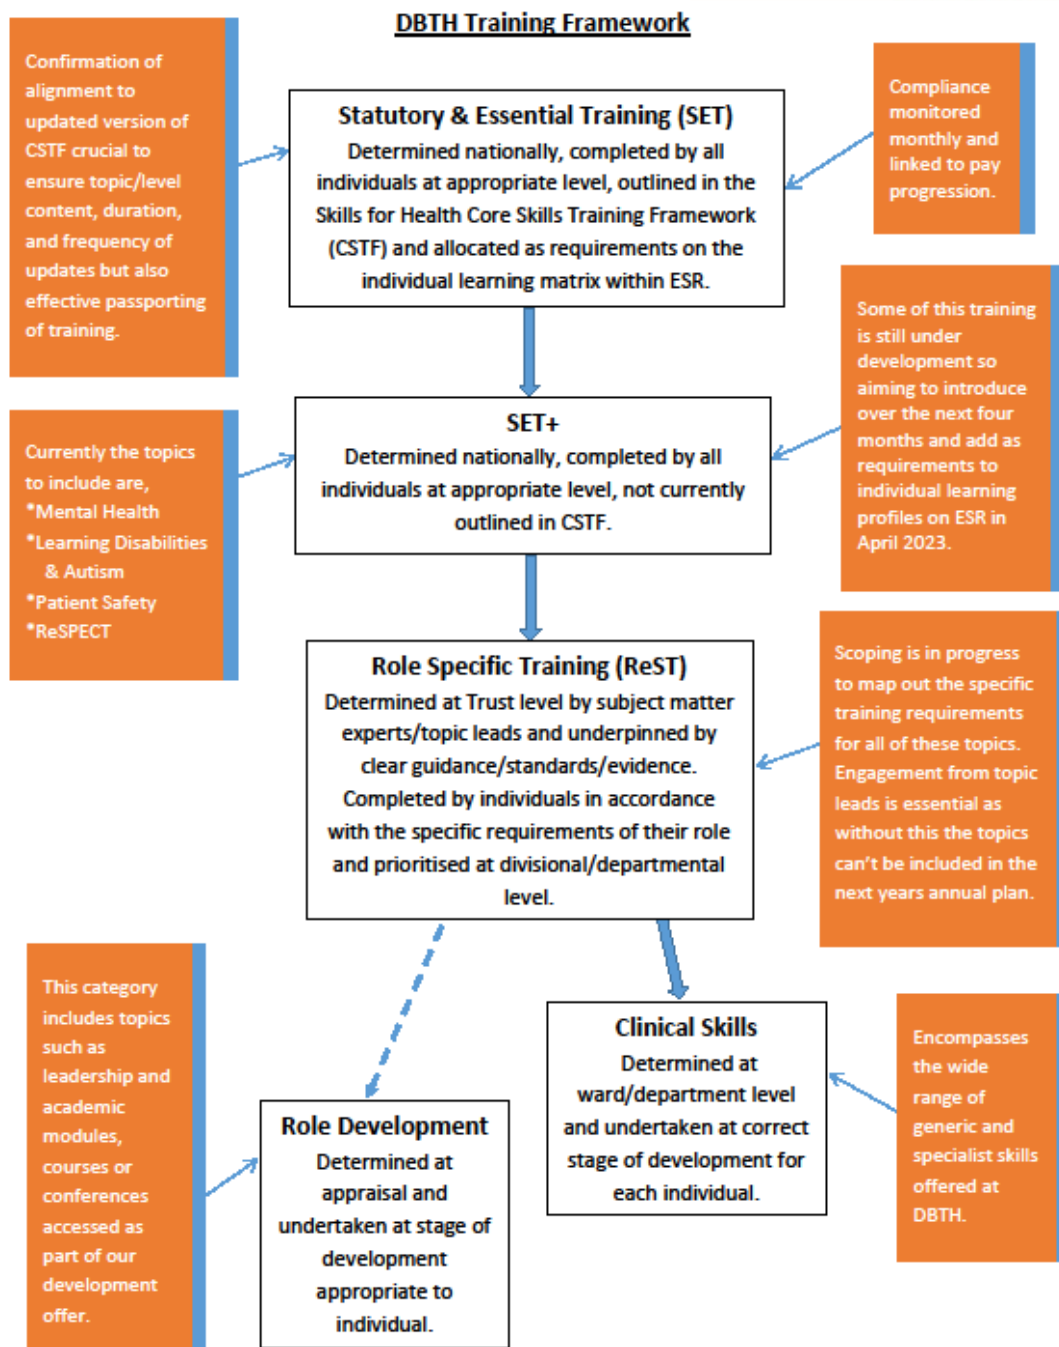 DBTH Training Framework
Confirmation of
alignment to
updated version of
CSTF crucial to
ensure topic/level
content, duration,
and frequency of
updates but also
effective passporting
of training.
Statutory & Essential Training (SET)
Determined nationally, completed by all
individuals at appropriate level, outlined in the
Skills for Health Core Skills Training Framework
(CSTF) and allocated as requirements on the
individual learning matrix within ESR.
Compliance
monitored
monthly and
linked to pay
progression.
Currently the topics
to include are,
*Mental Health
*Learning Disabilities
& Autism
*Patient Safety
*ReSPECT
SET+
Determined nationally, completed by all
individuals at appropriate level, not currently
outlined in CSTF.
Some of this training
is still under
development so
aiming to introduce
over the next four
months and add as
requirements to
individual learning
profiles on ESR in
April 2023.
Role Specific Training (ReST)
Determined at Trust level by subject matter
experts/topic leads and underpinned by
clear guidance/standards/evidence.
Completed by individuals in accordance
with the specific requirements of their role
and prioritised at divisional/departmental
level.
Scoping is in progress
to map out the specific
training requirements
for all of these topics.
Engagement from topic
leads is essential as
without this the topics
can't be included in the
next years annual plan.
This category
includes topics
such as
leadership and
academic
modules,
courses or
conferences
accessed as
part of our
development
offer.
Role Development
Determined at
appraisal and
undertaken at stage of
development
appropriate to
individual.
Clinical Skills
Determined at
ward/department level
and undertaken at correct
stage of development for
each individual.
Encompasses
the wide
range of
generic and
specialist skills
offered at
DBTH.